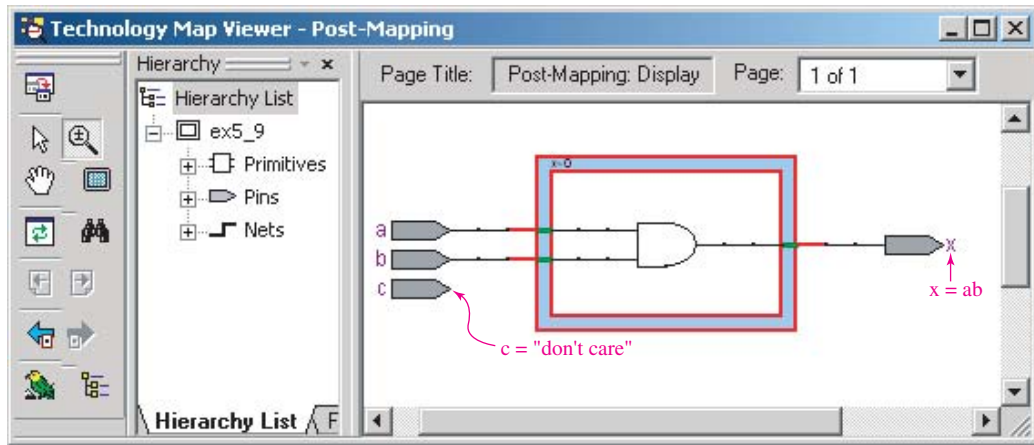 Technology Map Viewer - Post-Mapping
Hierarchy
Hierarchy List
ex5_9
Primitives
Pins
Nets
Hierarchy List
F
Page Title: Post-Mapping: Display Page: 1 of 1
x~0
a
b
c
x
x = ab
c = "don't care"